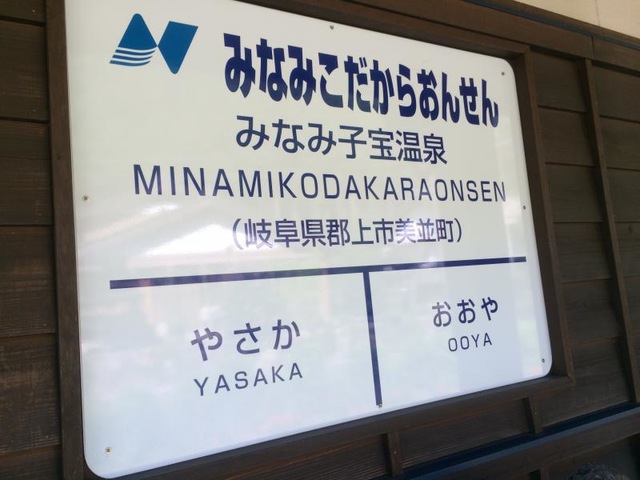 みなみこだからおんせん
みなみ子宝温泉
MINAMIKODAKARAONSEN
(岐阜県郡上市美並町)
やさか
YASAKA
おおや
OOYA